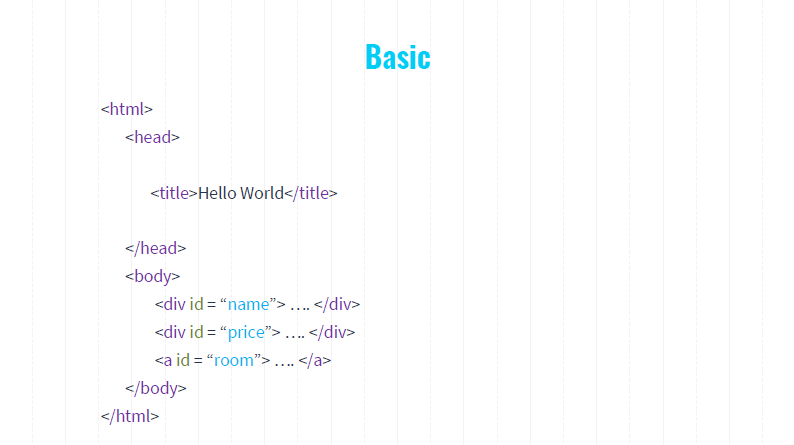 Basic
<html>
<head>
<title>Hello World</title>
</head>
<body>
<div id = “name”> …. </div>
<div id = “price”> …. </div>
<a id = “room”> …. </a>
</body>
</html>